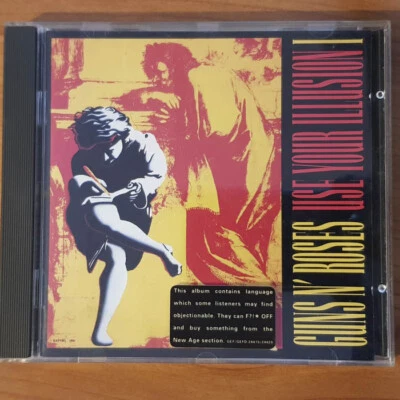 GUNS N' ROSES USE YOUR ILLUSION I
This album contains language
which some listeners may find
objectionable. They can F?!* OFF
and buy something from the
New Age section.